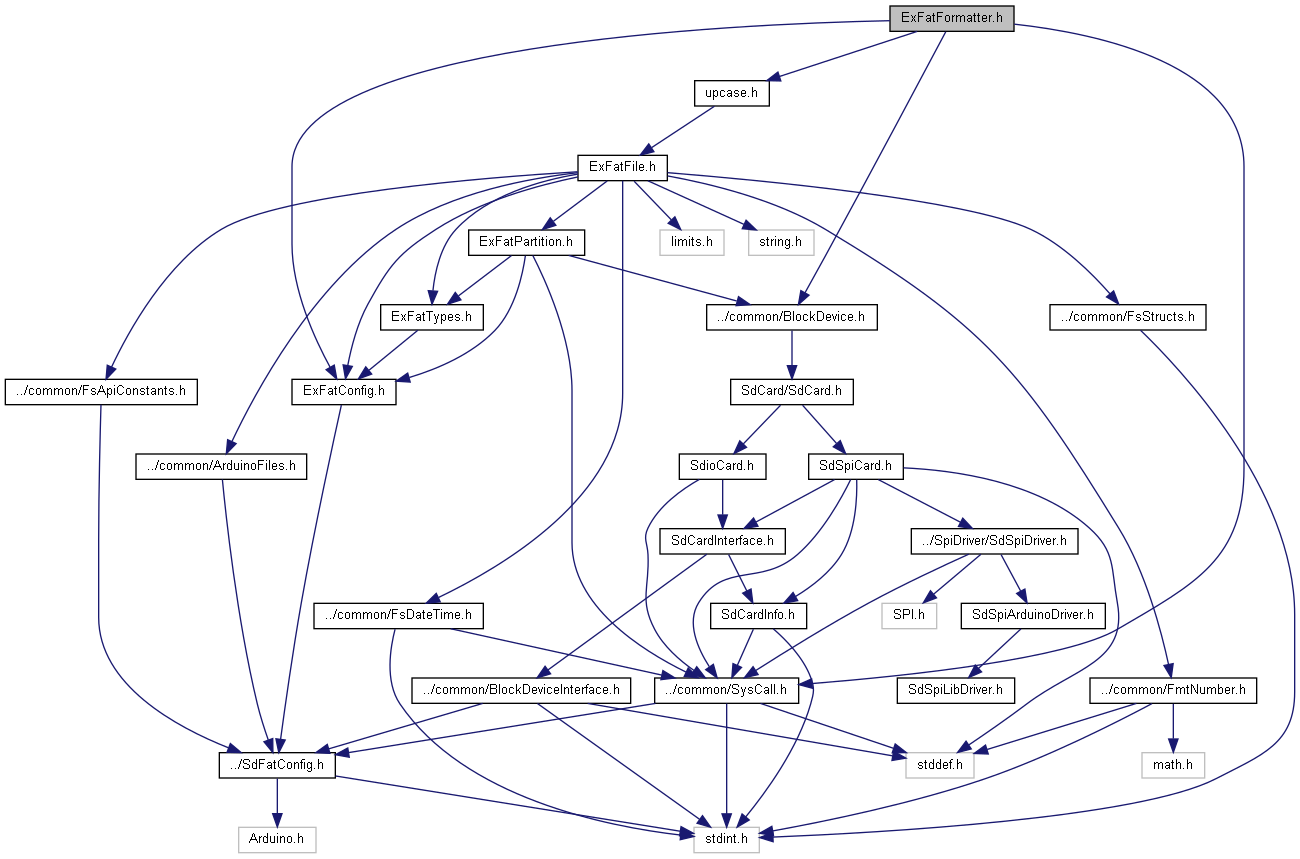 ExFatFormatter.h
upcase.h
ExFatFile.h
ExFatPartition.h
limits.h
string.h
ExFatTypes.h
../common/BlockDevice.h
../common/FsStructs.h
../common/FsApiConstants.h
ExFatConfig.h
SdCard/SdCard.h
../common/ArduinoFiles.h
SdioCard.h
SdSpiCard.h
SdCardInterface.h
../SpiDriver/SdSpiDriver.h
../common/FsDateTime.h
SdCardInfo.h
SPI.h
SdSpiArduinoDriver.h
../common/BlockDeviceInterface.h
../common/SysCall.h
SdSpiLibDriver.h
../common/FmtNumber.h
../SdFatConfig.h
stddef.h
math.h
Arduino.h
stdint.h